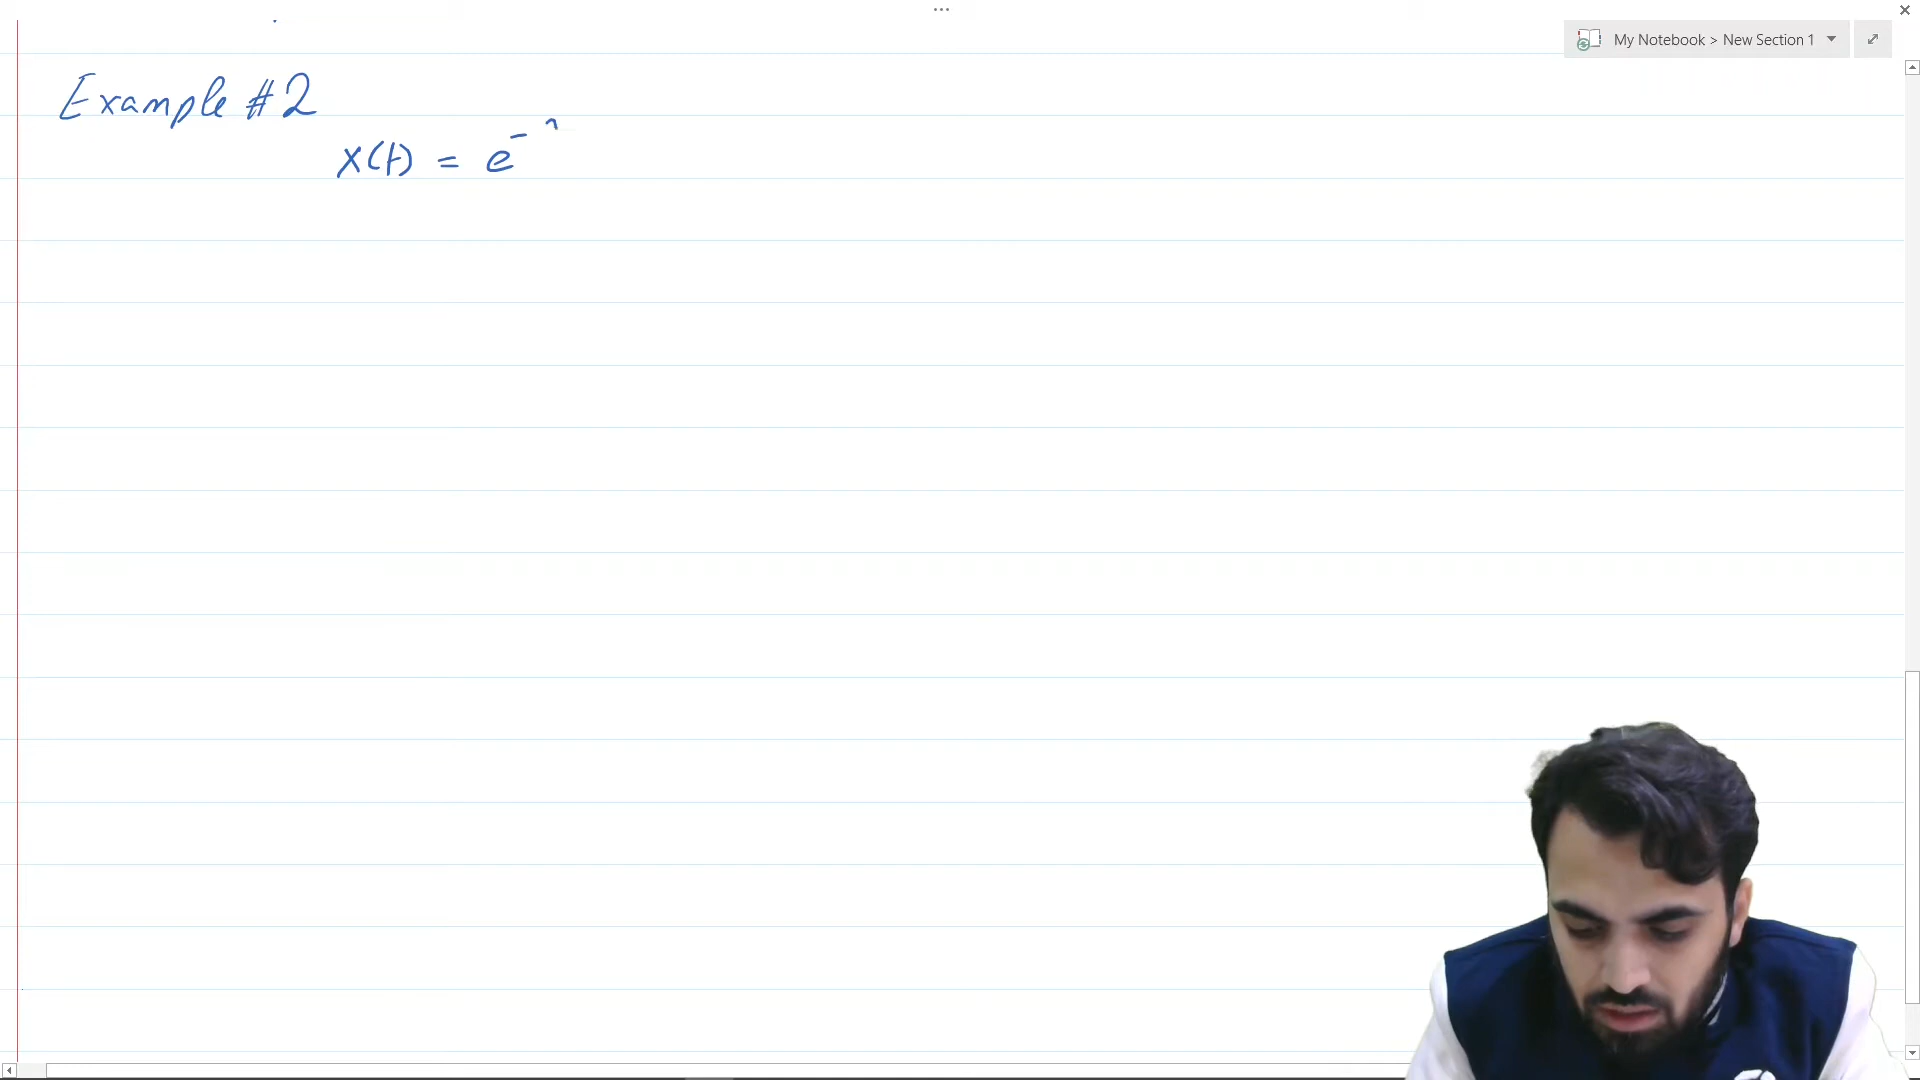 My Notebook > New Section 1
Example #2
x(t) = e^-